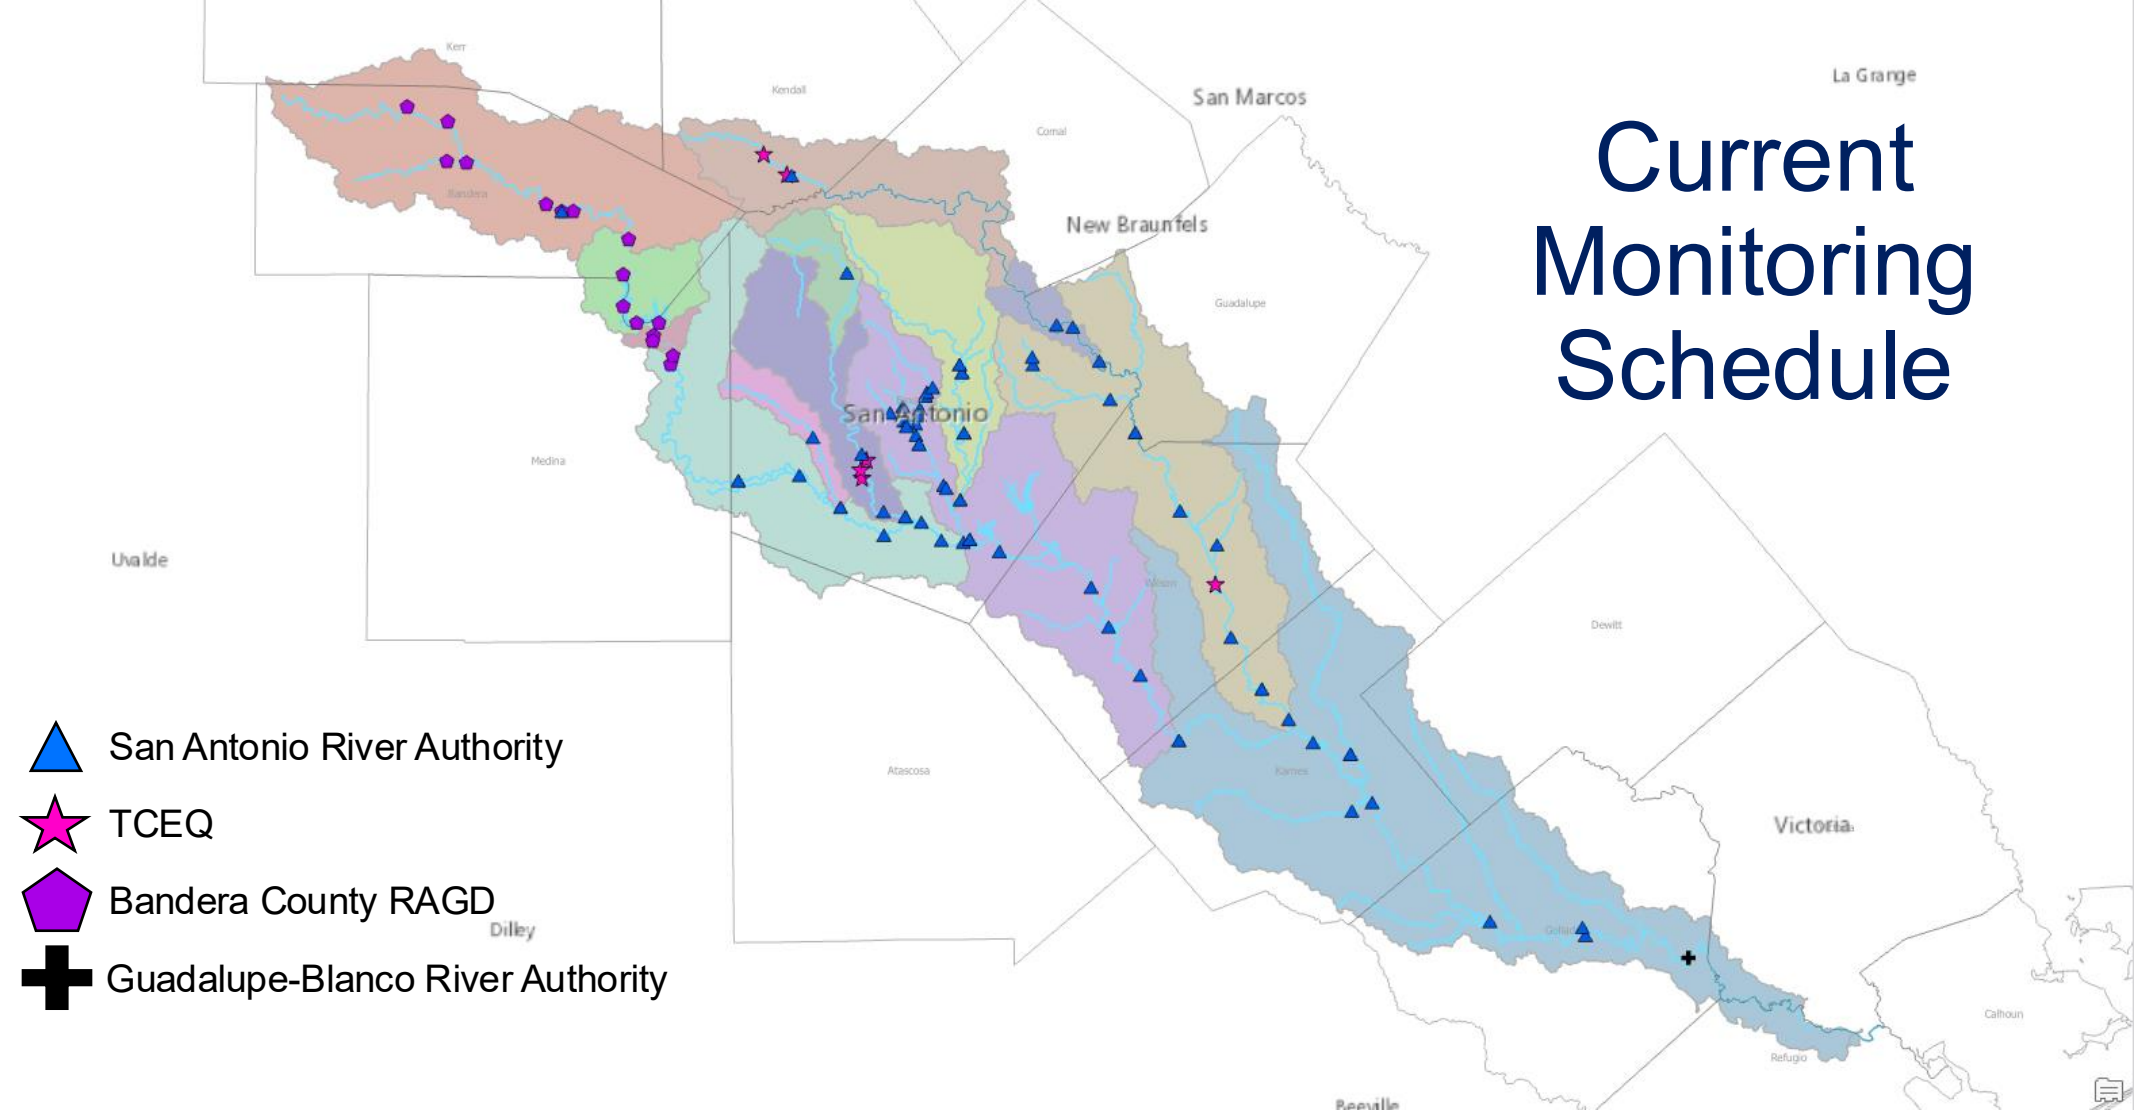 Kerr
Kendall
San Marcos
La Grange
Comal
Current
Monitoring
Schedule
Bandera
New Braunfels
Guadalupe
San Antonio
Medina
Uvalde
Wilson
Dewitt
San Antonio River Authority
Atascosa
Karnes
TCEQ
Victoria
Bandera County RAGD
Dilley
Goliad
Guadalupe-Blanco River Authority
Calhoun
Refugio
Beeville